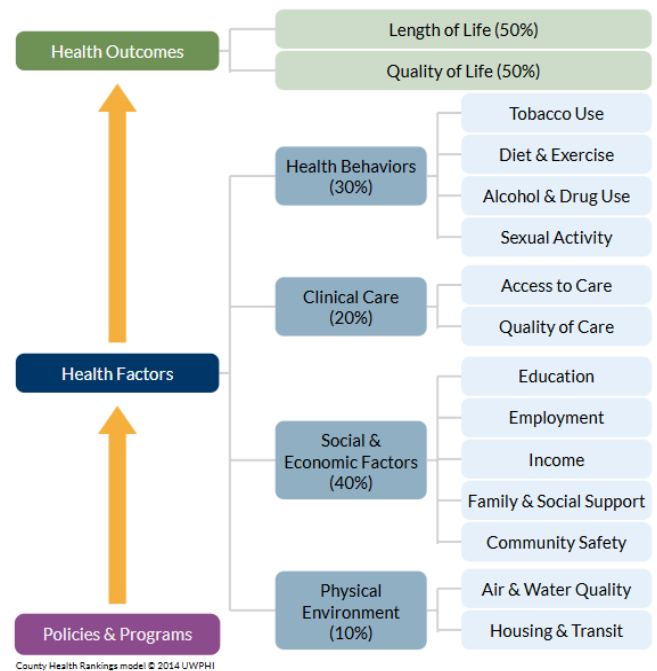 Health Outcomes
Length of Life (50%)
Quality of Life (50%)
Health Behaviors
(30%)
Tobacco Use
Diet & Exercise
Alcohol & Drug Use
Sexual Activity
Clinical Care
(20%)
Access to Care
Quality of Care
Health Factors
Social &
Economic Factors
(40%)
Education
Employment
Income
Family & Social Support
Community Safety
Physical
Environment
(10%)
Air & Water Quality
Housing & Transit
Policies & Programs
County Health Rankings model © 2014 UWPHI